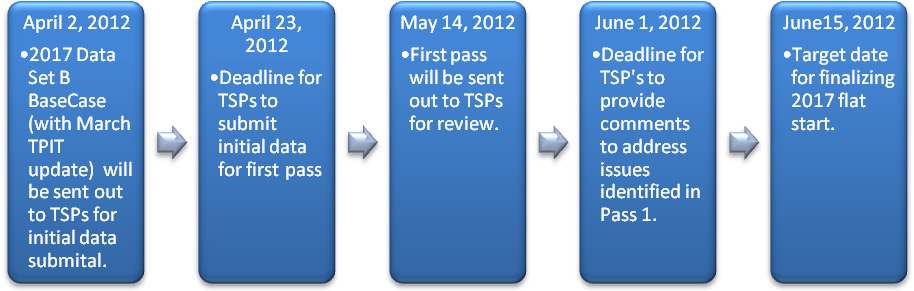 April 2, 2012
•2017 Data
Set B
BaseCase
(with March
TPIT
update) will
be sent out
to TSPs for
initial data
submital.
April 23,
2012
•Deadline for
TSPs to
submit
initial data
for first pass
May 14, 2012
•First pass
will be sent
out to TSPs
for review.
June 1, 2012
•Deadline for
TSP's to
provide
comments
to address
issues
identified in
Pass 1.
June15, 2012
•Target date
for finalizing
2017 flat
start.